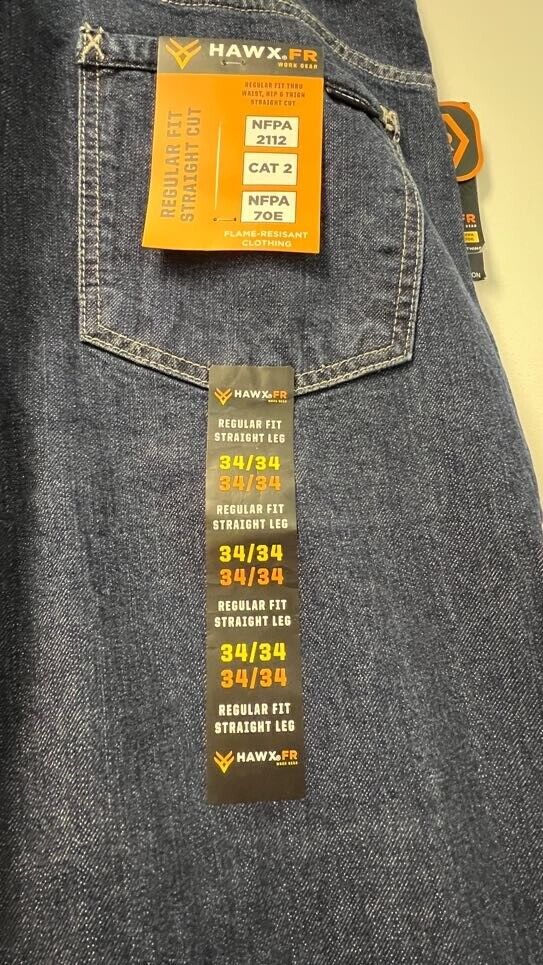 HAWX®FR
WORK GEAR
REGULAR FIT THRU
WAIST, HIP & THIGH
STRAIGHT CUT
REGULAR FIT
STRAIGHT CUT
NFPA
2112
CAT 2
NFPA
70E
FLAME-RESISANT
CLOTHING
FR
HAWX®FR
WORK GEAR
REGULAR FIT
STRAIGHT LEG
34/34
34/34
REGULAR FIT
STRAIGHT LEG
34/34
34/34
REGULAR FIT
STRAIGHT LEG
34/34
34/34
REGULAR FIT
STRAIGHT LEG
HAWX®FR
WORK GEAR